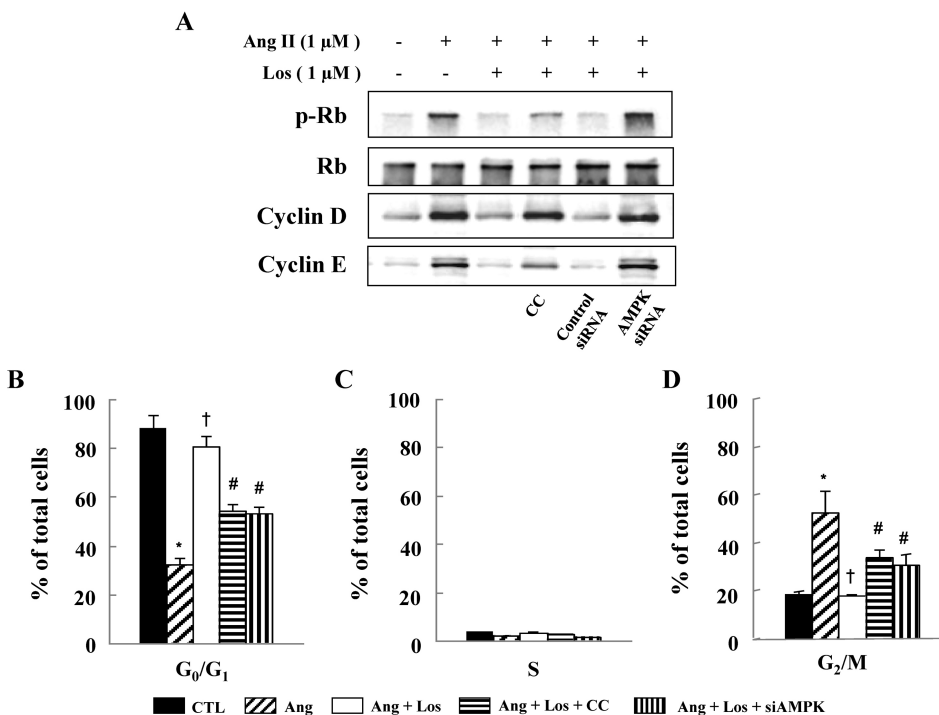 A
Ang II (1 μM) - + + + + +
Los ( 1 μM) - - + + + +
p-Rb
Rb
Cyclin D
Cyclin E
CC
Control siRNA
AMPK siRNA
B
% of total cells
100
80
60
40
20
0
*
†
#
#
G0/G1
C
% of total cells
100
80
60
40
20
0
S
D
% of total cells
100
80
60
40
20
0
*
†
#
#
G2/M
CTL
Ang
Ang + Los
Ang + Los + CC
Ang + Los + siAMPK